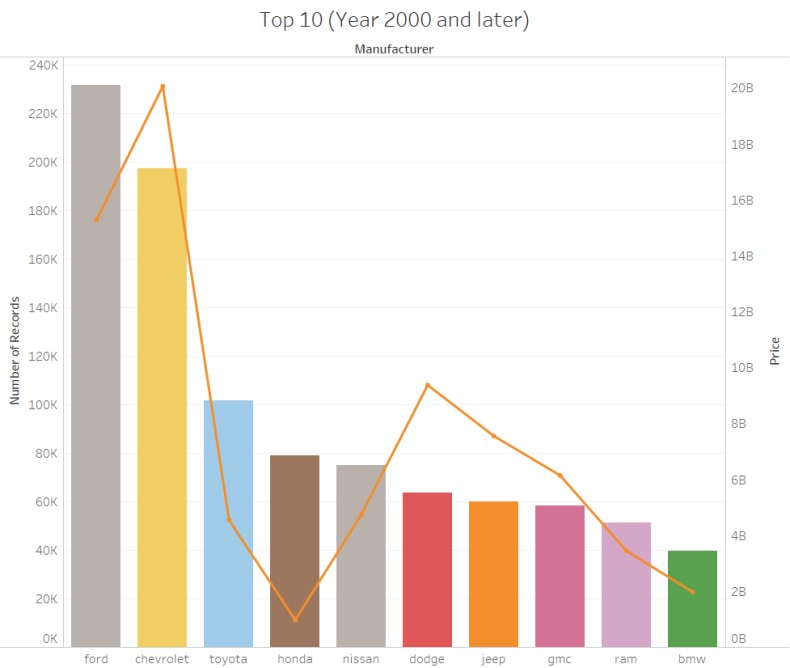 Top 10 (Year 2000 and later)
Manufacturer
Number of Records
240K
220K
200K
180K
160K
140K
120K
100K
80K
60K
40K
20K
0K
20B
18B
16B
14B
12B
10B
8B
6B
4B
2B
0B
Price
ford chevrolet toyota honda nissan dodge jeep gmc ram bmw